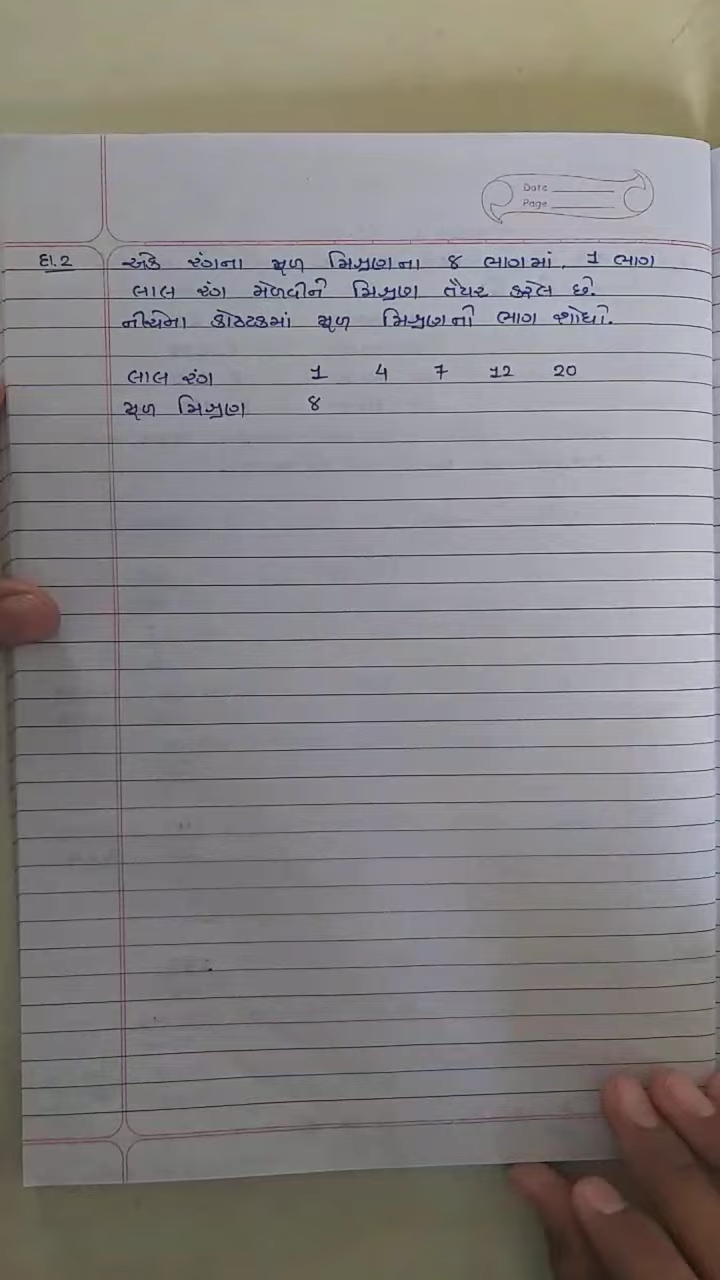 Date
Page
દા.2 એક રંગના મૂળ મિશ્રણના 8 ભાગમાં, 1 ભાગ
લાલ રંગ મેળવીને મિશ્રણ તૈયર કરેલ છે.
નીચેના કોષ્ટકમાં મૂળ મિશ્રણનો ભાગ શોધો.
લાલ રંગ 1 4 7 12 20
મૂળ મિશ્રણ 8